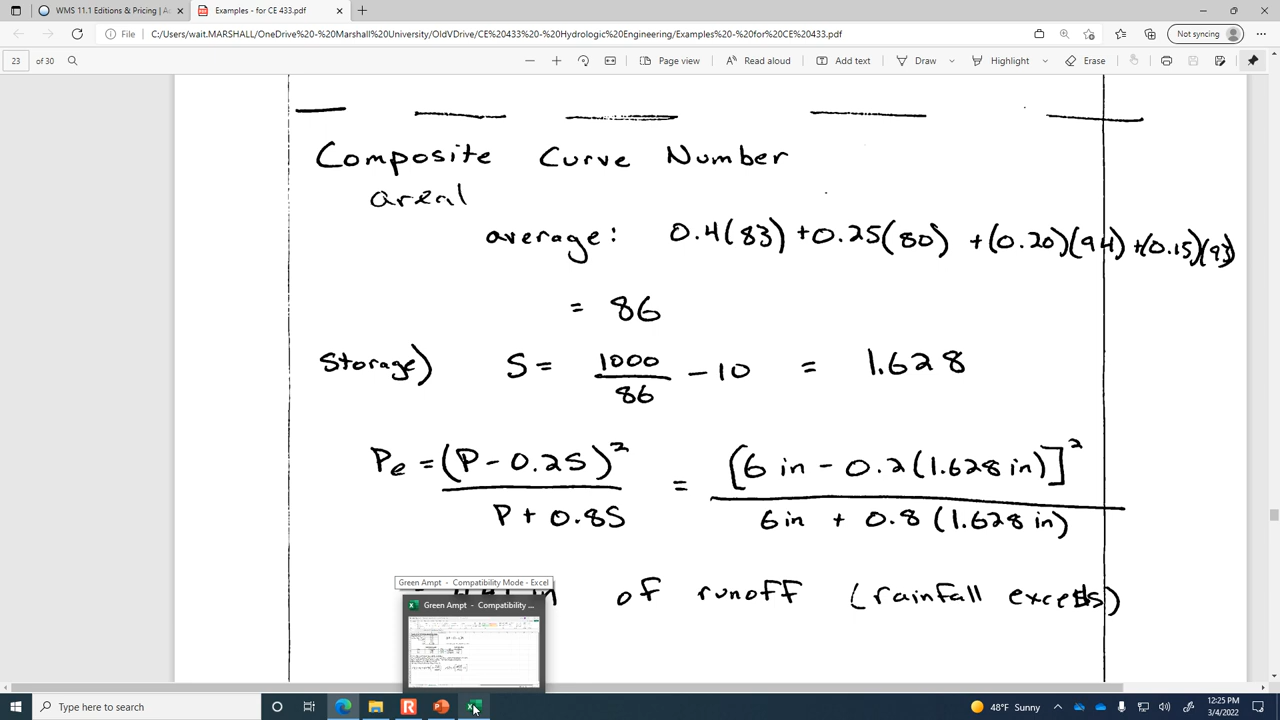 WMS 11.1 Editions & Pricing | A
Examples - for CE 433.pdf
File
C:/Users/wait.MARSHALL/OneDrive%20-%20Marshall%20University/OldVDrive/CE%20433%20-%20Hydrologic%20Engineering/Examples%20-%20for%20CE%20433.pdf
Not syncing
23 of 30
Page view
Read aloud
Add text
Draw
Highlight
Erase
Composite Curve Number
areal
average: 0.4(83) +0.25(80) +(0.20)(94) +(0.15)(93)
= 86
Storage) S = 1000/86 - 10 = 1.628
Pe = (P - 0.2S)² / P + 0.8S = [6 in - 0.2(1.628 in)]² / 6 in + 0.8 (1.628 in)
Green Ampt - Compatibility Mode - Excel
in of runoff (rainfall excess)
Green Ampt - Compatibility ...
Type here to search
48°F Sunny
12:25 PM
3/4/2022